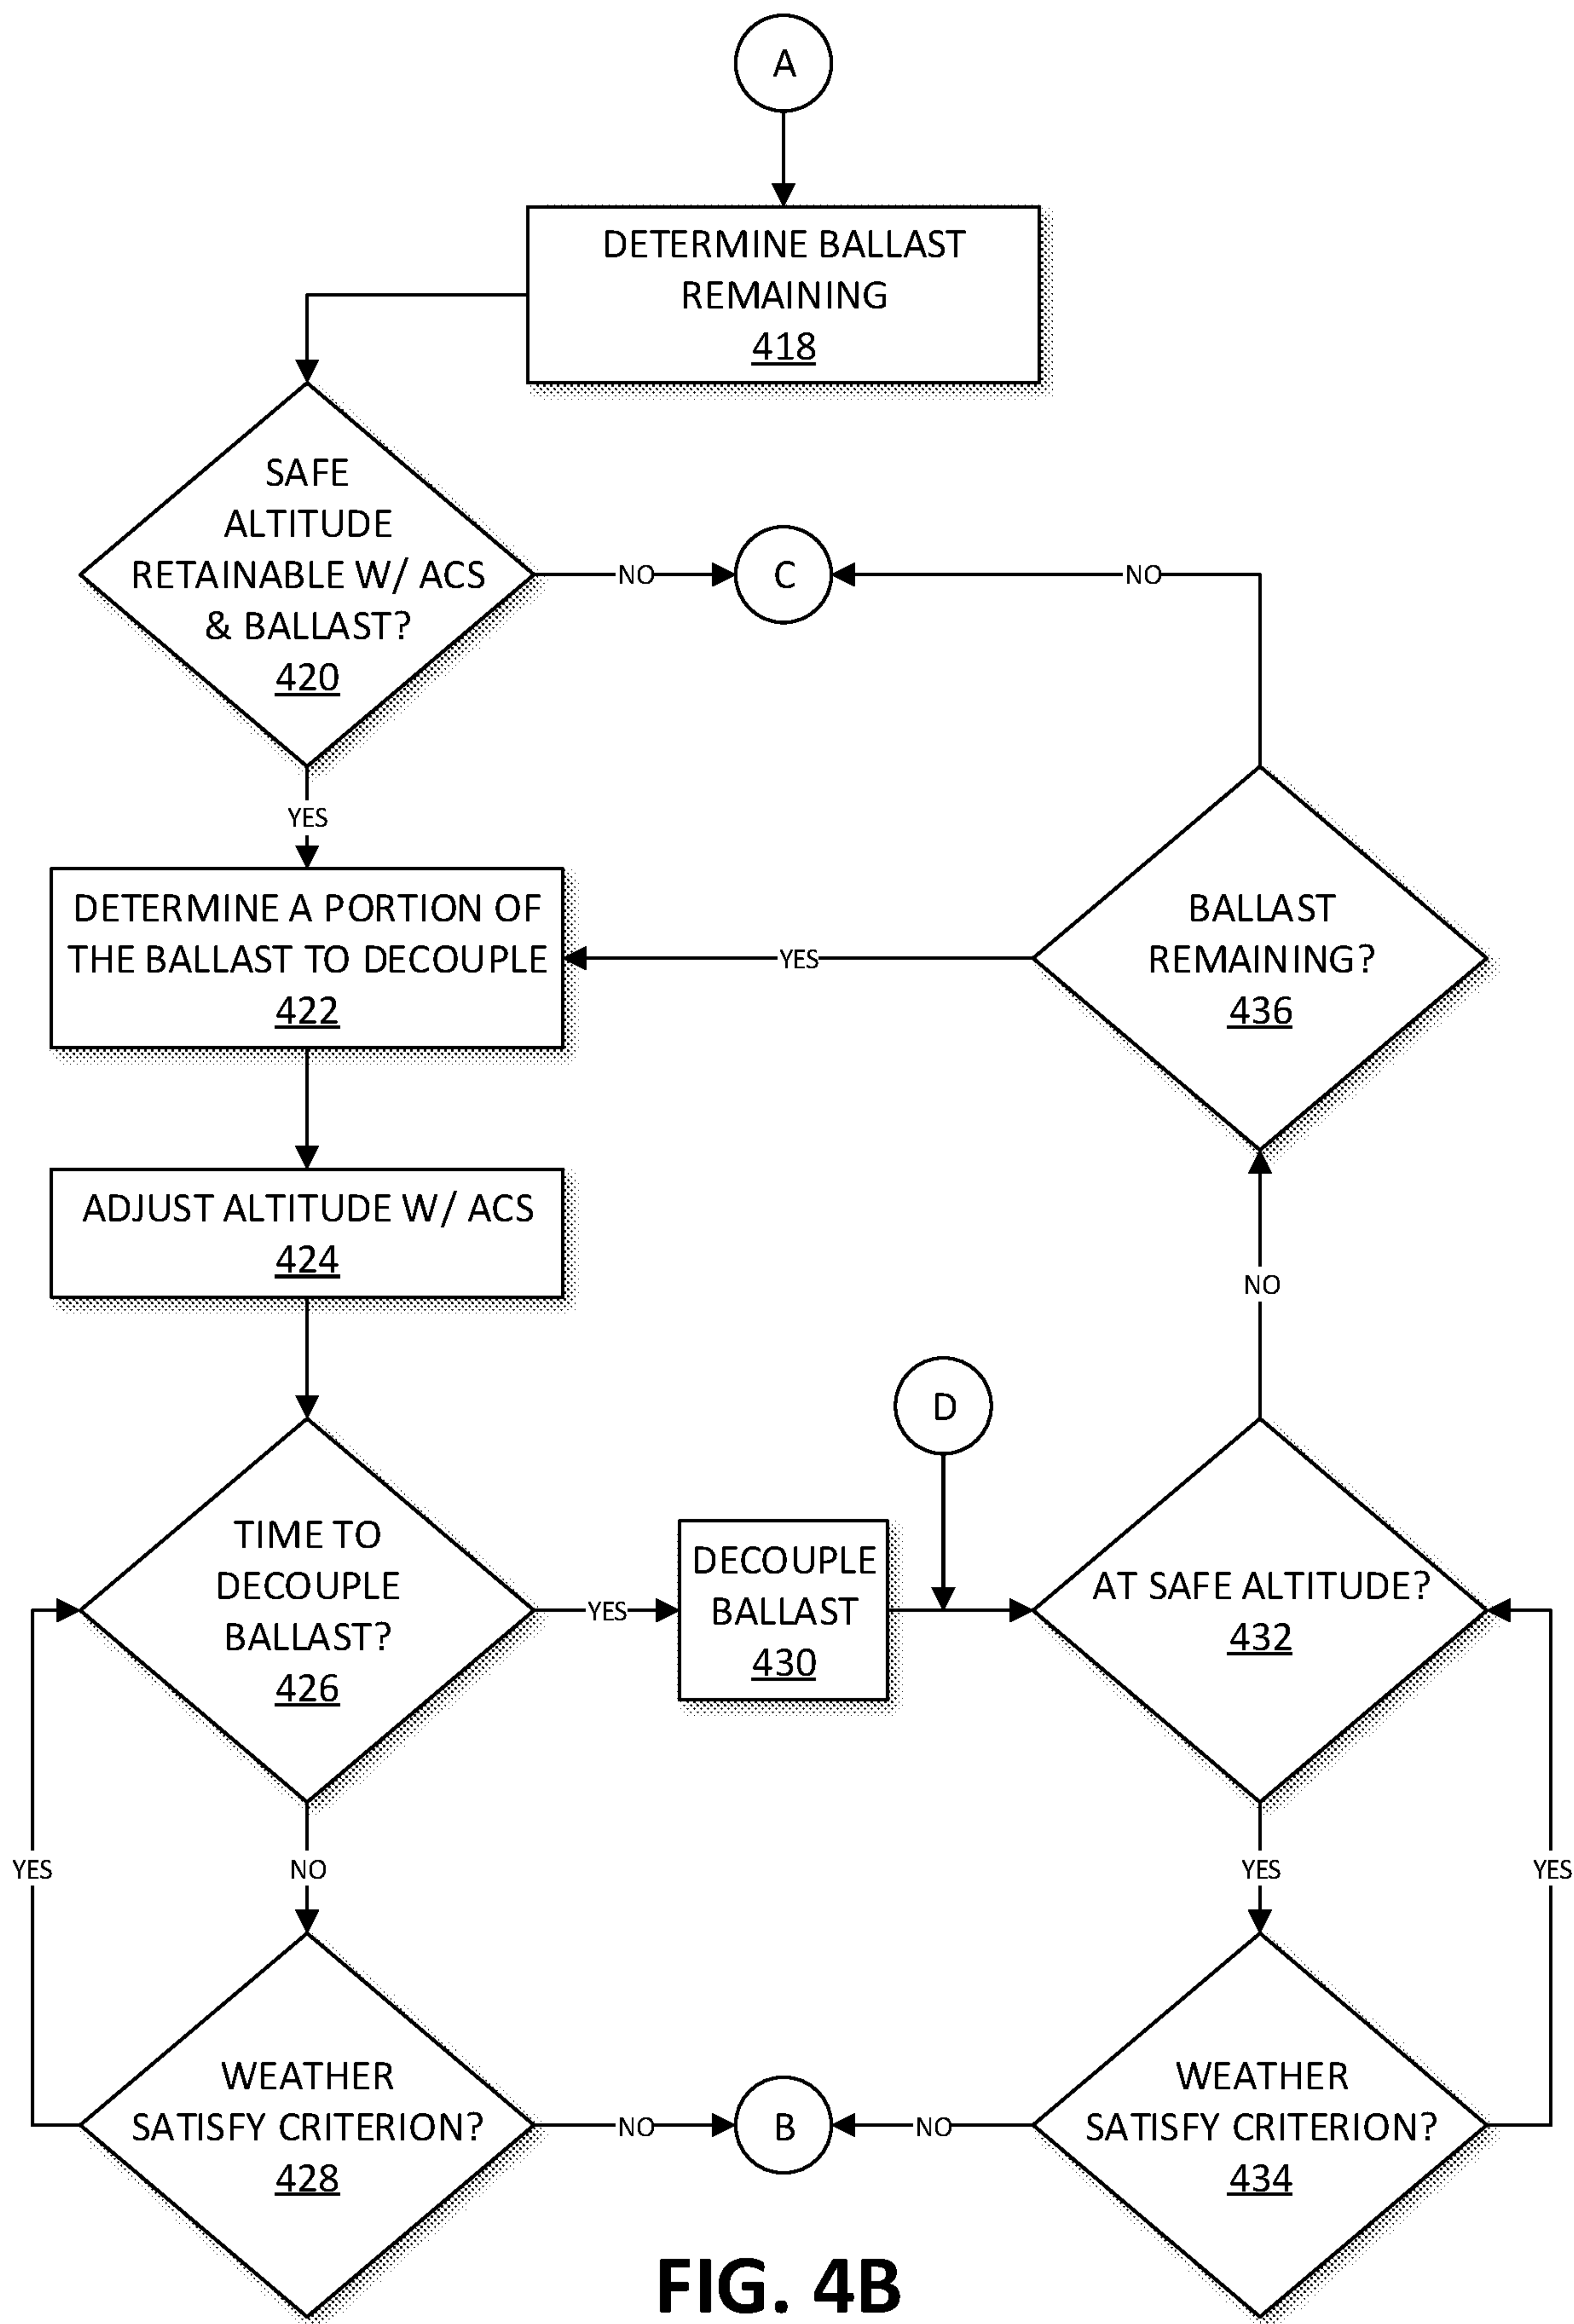 A
DETERMINE BALLAST
REMAINING
418
SAFE
ALTITUDE
RETAINABLE W/ ACS
& BALLAST?
420
NO
C
NO
YES
DETERMINE A PORTION OF
THE BALLAST TO DECOUPLE
422
YES
BALLAST
REMAINING?
436
ADJUST ALTITUDE W/ ACS
424
NO
D
TIME TO
DECOUPLE
BALLAST?
426
YES
DECOUPLE
BALLAST
430
AT SAFE ALTITUDE?
432
YES
NO
YES
YES
WEATHER
SATISFY CRITERION?
428
NO
B
NO
WEATHER
SATISFY CRITERION?
434
FIG. 4B